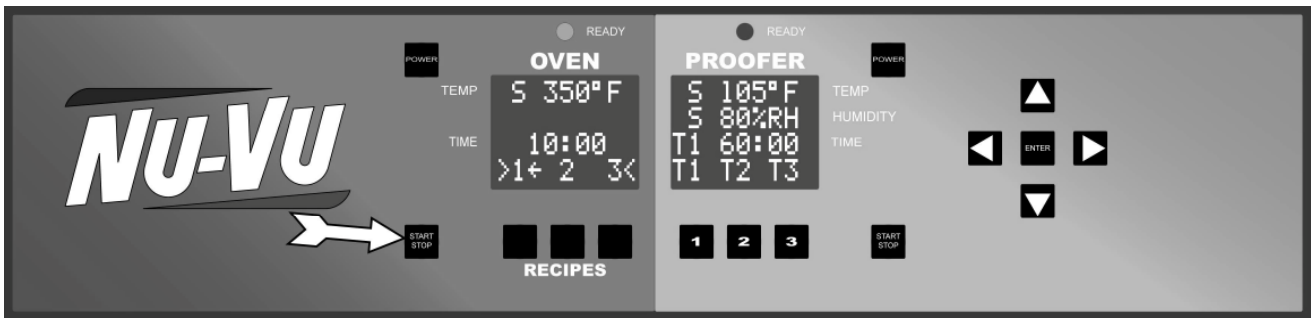 READY
POWER
OVEN
TEMP
S 350°F
TIME
10:00
>1← 2 3<
START
STOP
RECIPES
NU-VU
READY
PROOFER
POWER
S 105°F
TEMP
S 80%RH
HUMIDITY
T1 60:00
TIME
T1 T2 T3
1 2 3
START
STOP
ENTER